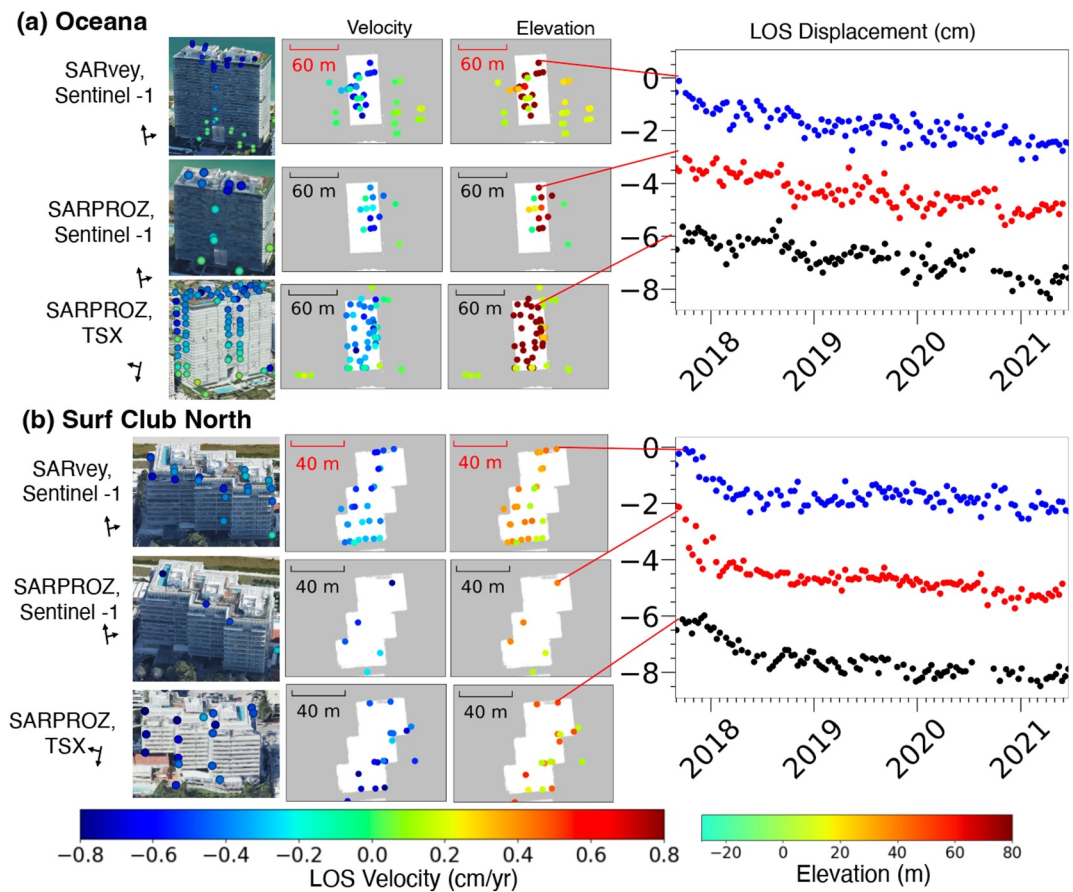 (a) Oceana
Velocity
Elevation
LOS Displacement (cm)
SARvey,
Sentinel -1
60 m
60 m
SARPROZ,
Sentinel -1
60 m
60 m
SARPROZ,
TSX
60 m
60 m
0
−2
−4
−6
−8
2018
2019
2020
2021
(b) Surf Club North
SARvey,
Sentinel -1
40 m
40 m
SARPROZ,
Sentinel -1
40 m
40 m
SARPROZ,
TSX
40 m
40 m
0
−2
−4
−6
−8
2018
2019
2020
2021
−0.8 −0.6 −0.4 −0.2 0.0 0.2 0.4 0.6 0.8
LOS Velocity (cm/yr)
−20 0 20 40 60 80
Elevation (m)